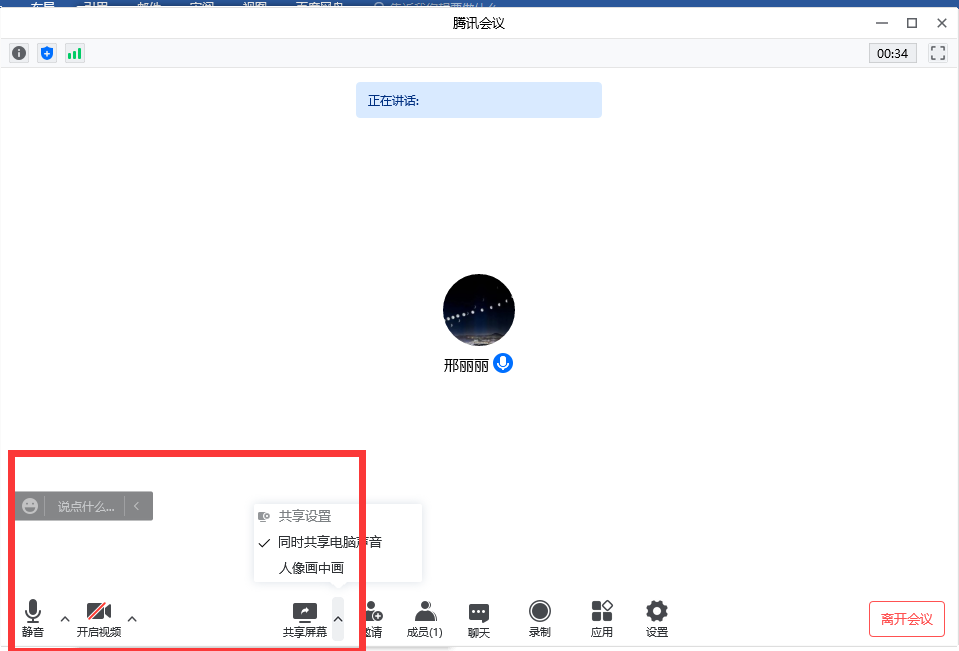 腾讯会议
00:34
正在讲话:
邢丽丽
说点什么...
共享设置
同时共享电脑声音
人像画中画
静音
开启视频
共享屏幕
邀请
成员(1)
聊天
录制
应用
设置
离开会议